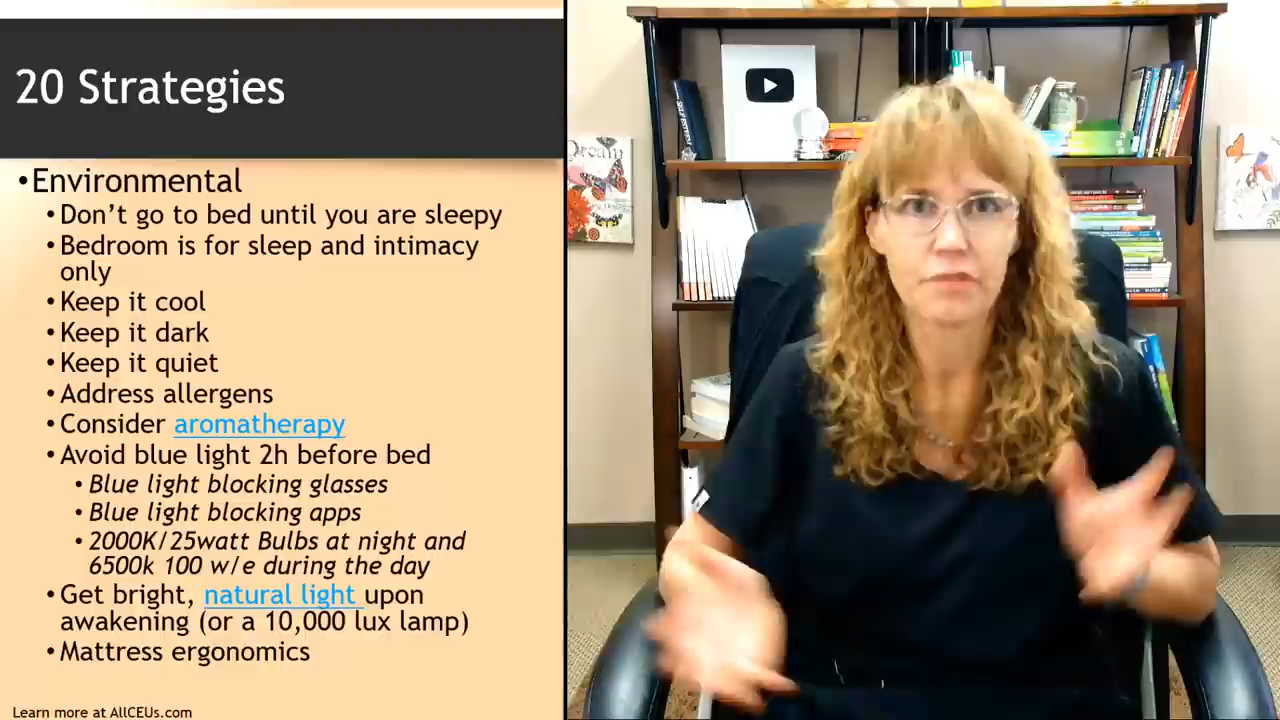 20 Strategies
•Environmental
•Don't go to bed until you are sleepy
•Bedroom is for sleep and intimacy
only
•Keep it cool
•Keep it dark
•Keep it quiet
•Address allergens
•Consider aromatherapy
•Avoid blue light 2h before bed
•Blue light blocking glasses
•Blue light blocking apps
•2000K/25watt Bulbs at night and
6500k 100 w/e during the day
•Get bright, natural light upon
awakening (or a 10,000 lux lamp)
•Mattress ergonomics
Learn more at AllCEUs.com
Dream